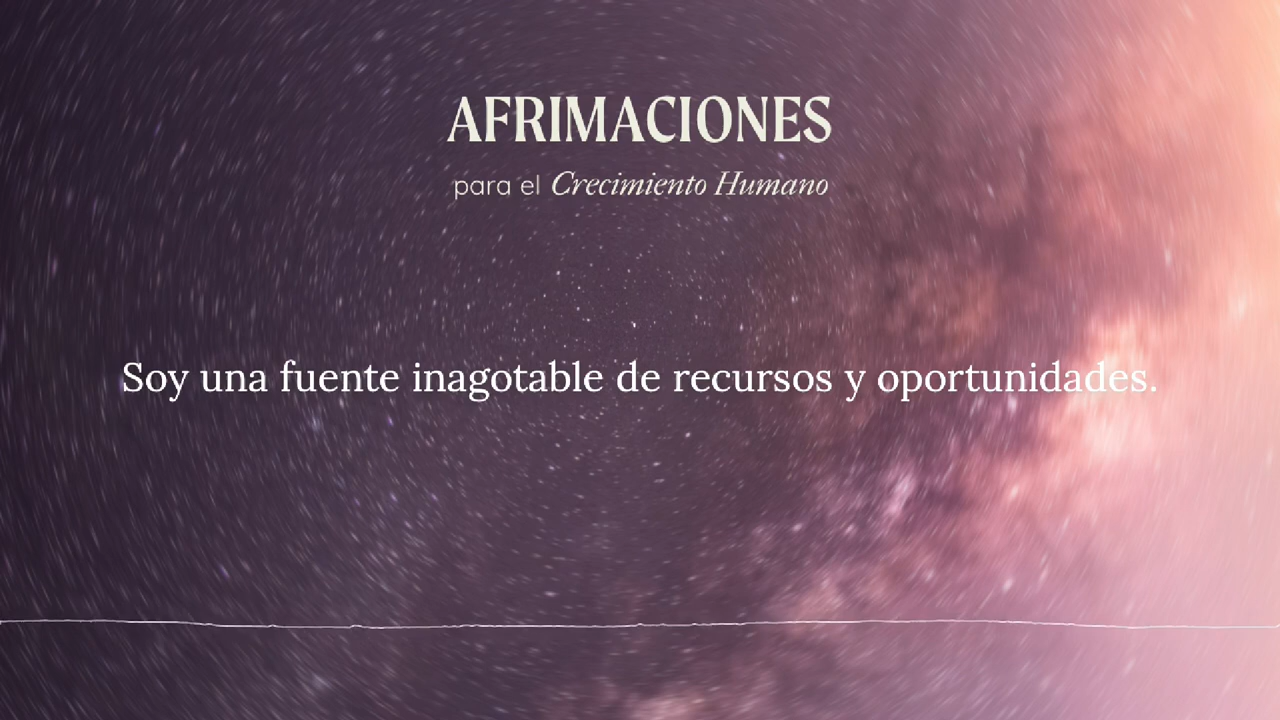 AFRIMACIONES
para el Crecimiento Humano
Soy una fuente inagotable de recursos y oportunidades.